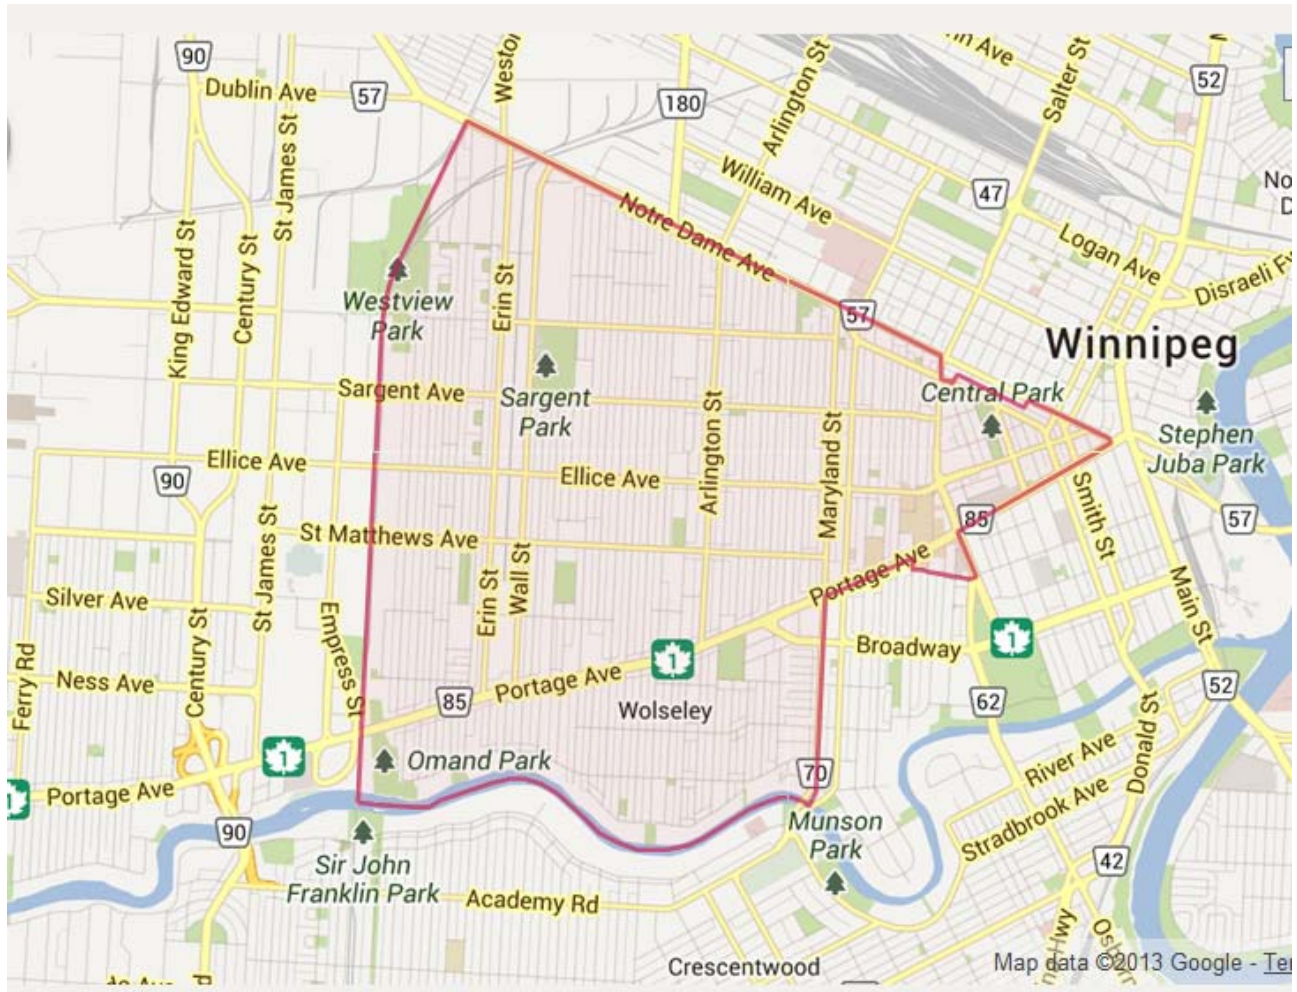 90
Dublin Ave
57
St James St
Weston
180
Arlington St
Salter St
52
William Ave
47
Notre Dame Ave
Logan Ave
Disraeli
King Edward St
Century St
Westview
Park
Erin St
57
Winnipeg
Sargent Ave
Sargent
Park
Arlington St
Maryland St
Central Park
Stephen
Juba Park
Ellice Ave
Ellice Ave
90
85
Smith St
57
St James St
St Matthews Ave
Wall St
Erin St
Portage Ave
Silver Ave
Century St
Empress St
Main St
Ferry Rd
Ness Ave
1
Broadway
1
85
Portage Ave
Wolseley
62
52
Donald St
1
Omand Park
70
River Ave
1
Portage Ave
Stradbrook Ave
90
Munson
Park
42
Sir John
Franklin Park
Academy Rd
Crescentwood
Map data ©2013 Google -